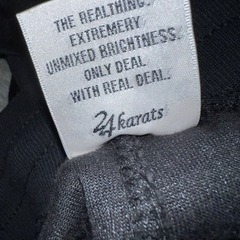 THE REALTHING.
EXTREMERY
UNMIXED BRIGHTNESS.
ONLY DEAL
WITH REAL DEAL.
24karats